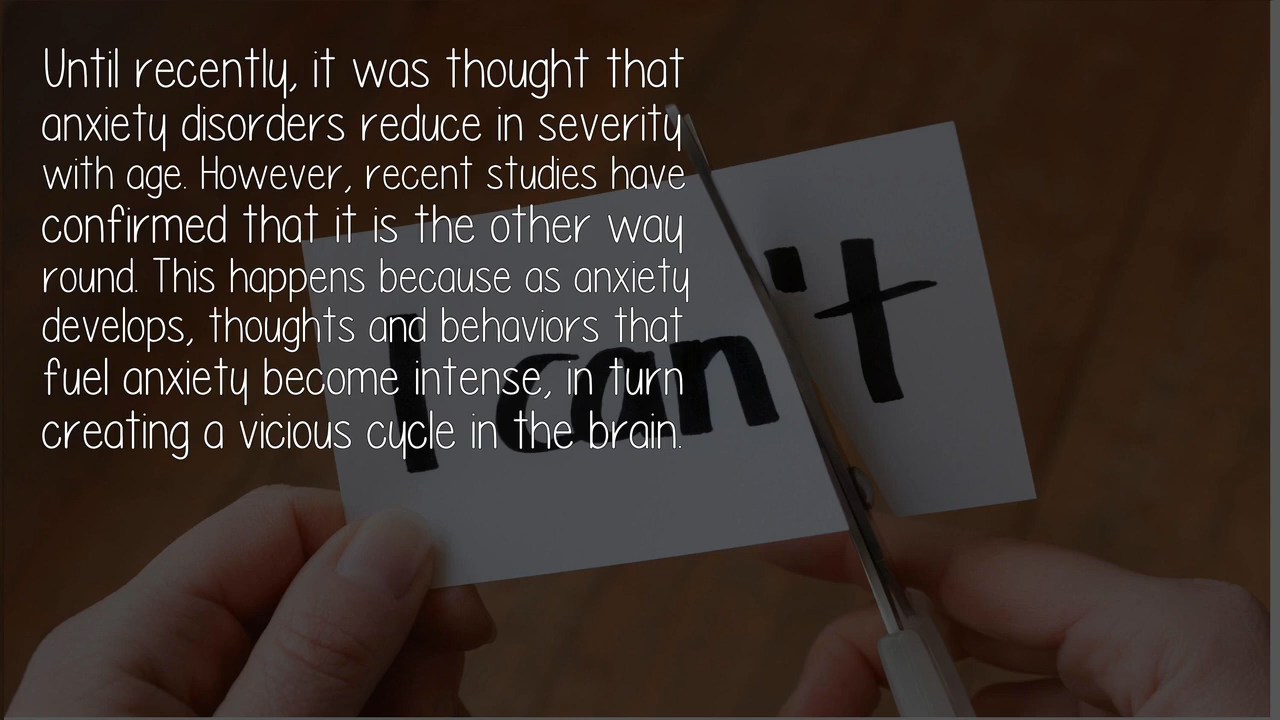 Until recently, it was thought that
anxiety disorders reduce in severity
with age. However, recent studies have
confirmed that it is the other way
round. This happens because as anxiety
develops, thoughts and behaviors that
fuel anxiety become intense, in turn
creating a vicious cycle in the brain.
I can't